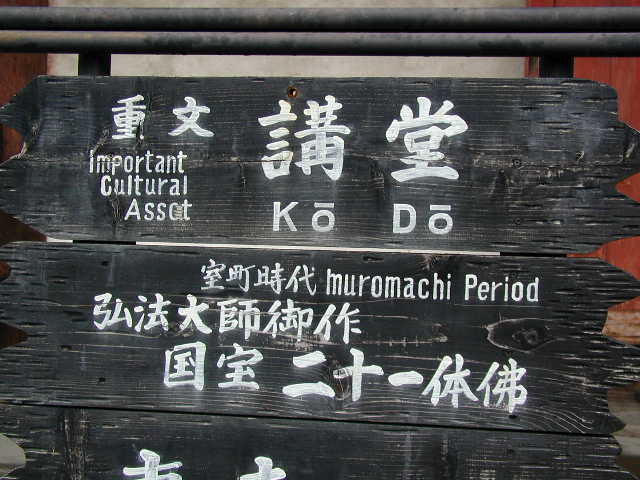 重文 講堂
Important
Cultural
Asset
Kō Dō
室町時代 muromachi Period
弘法大師御作
国宝 二十一体佛